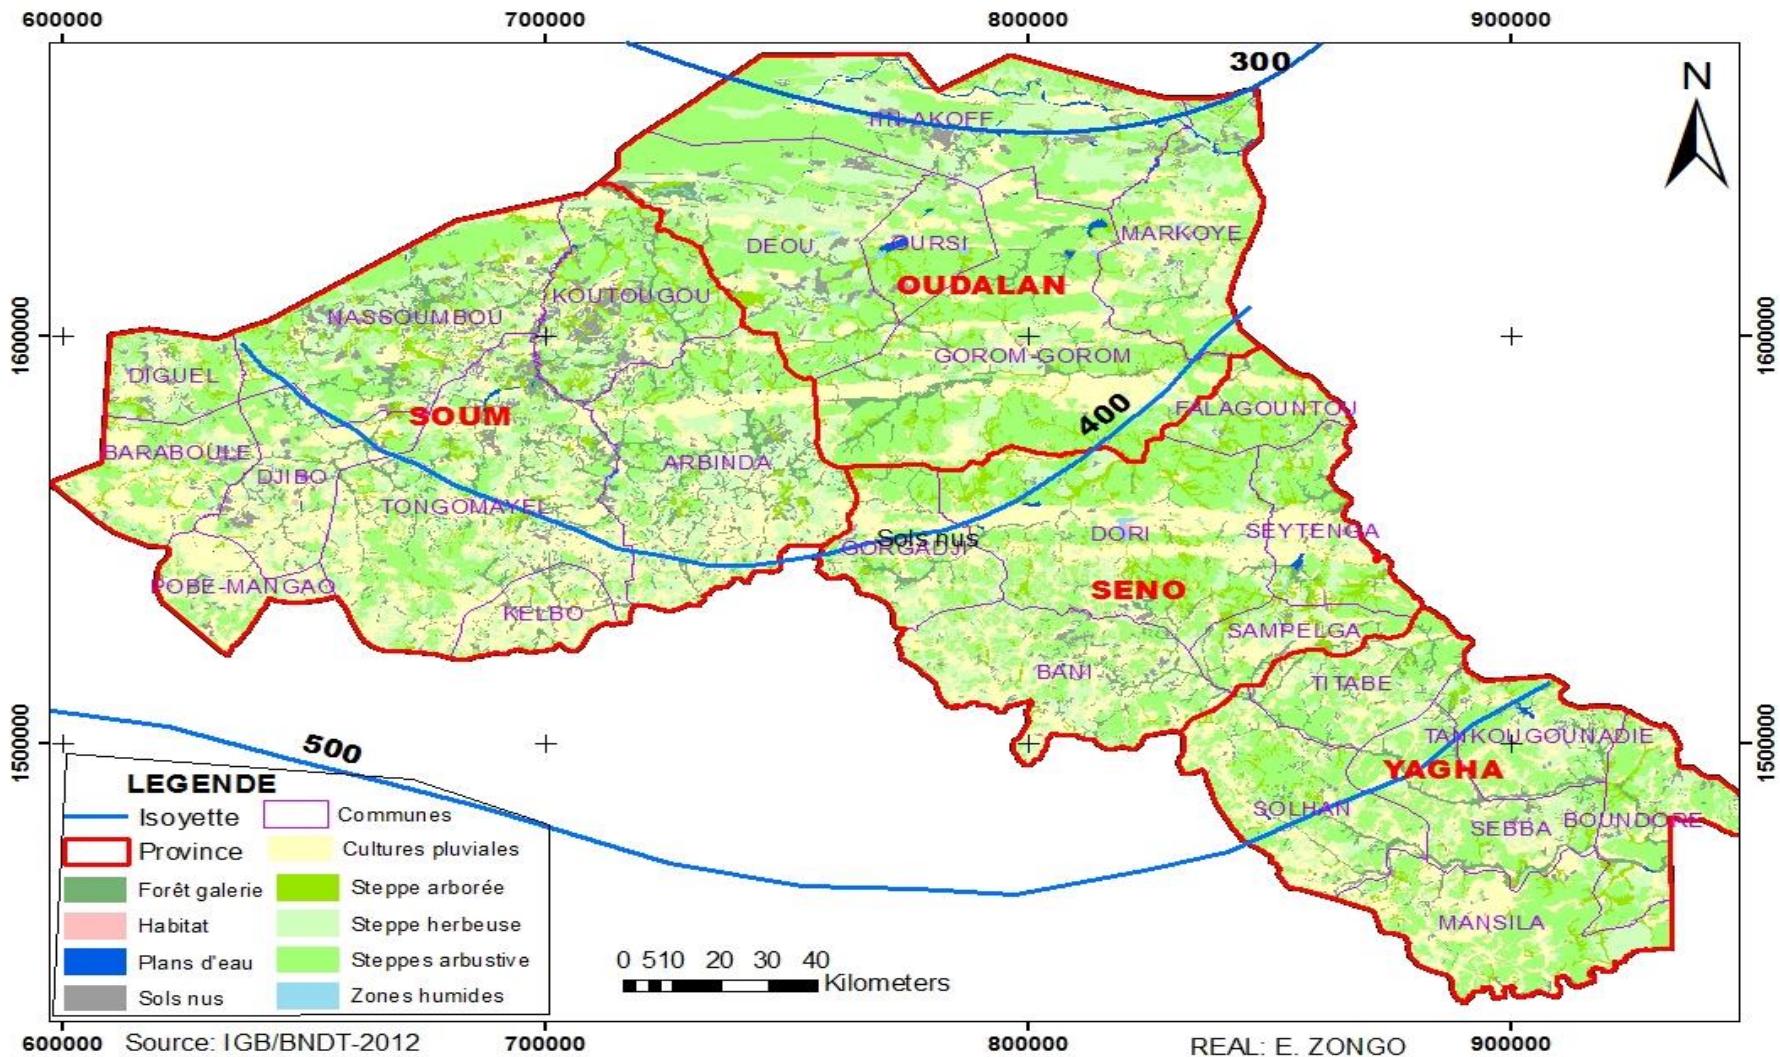 600000 700000 800000 900000
300
N
TIN-AKOFF
DEOU
OURSI
MARKOYE
OUDALAN
KOUTOUGOU
NASSOUMBOU
1600000
1600000
GOROM-GOROM
DIGUEL
SOUM
400
FALAGOUNTOU
BARABOULE
ARBINDA
DJIBO
TONGOMAYEL
Sols nus
DORI
SEYTENGA
GORGADJI
POBE-MANGAO
SENO
KELBO
SAMPELGA
BANI
TITABE
500
1500000
TANKOUGOUNADIE
1500000
YAGHA
SOLHAN
SEBBA
BOUNDORE
MANSILA
LEGENDE
Isoyette
Communes
Province
Cultures pluviales
Forêt galerie
Steppe arborée
Habitat
Steppe herbeuse
Plans d'eau
Steppes arbustive
Sols nus
Zones humides
0 510 20 30 40
Kilometers
600000 700000 800000 900000
Source: IGB/BNDT-2012
REAL: E. ZONGO